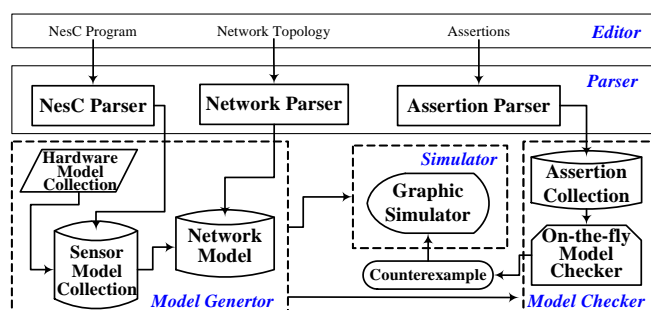 NesC Program
Network Topology
Assertions
Editor
Parser
NesC Parser
Network Parser
Assertion Parser
Hardware
Model
Collection
Simulator
Graphic
Simulator
Assertion
Collection
Sensor
Model
Collection
Network
Model
On-the-fly
Model
Checker
Counterexample
Model Genertor
Model Checker